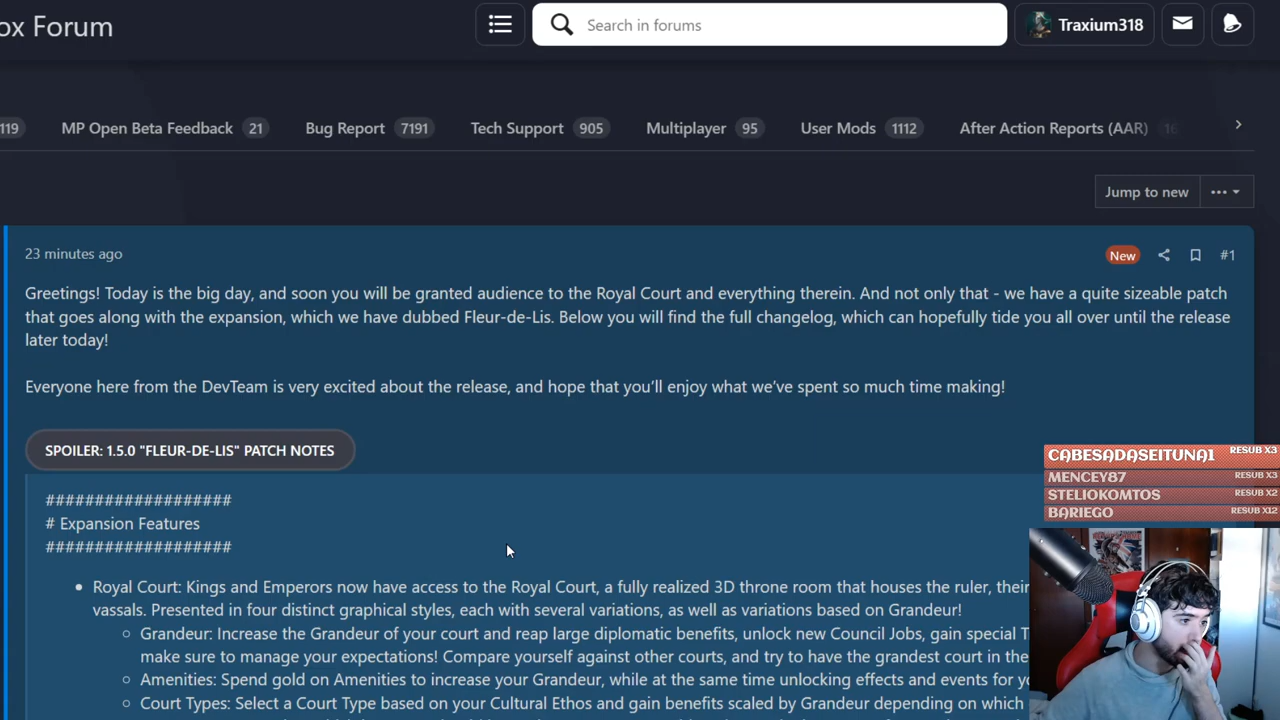 ox Forum
Search in forums
Traxium318
119
MP Open Beta Feedback 21
Bug Report 7191
Tech Support 905
Multiplayer 95
User Mods 1112
After Action Reports (AAR)
Jump to new
23 minutes ago
New
#1
Greetings! Today is the big day, and soon you will be granted audience to the Royal Court and everything therein. And not only that - we have a quite sizeable patch
that goes along with the expansion, which we have dubbed Fleur-de-Lis. Below you will find the full changelog, which can hopefully tide you all over until the release
later today!
Everyone here from the DevTeam is very excited about the release, and hope that you'll enjoy what we've spent so much time making!
SPOILER: 1.5.0 "FLEUR-DE-LIS" PATCH NOTES
CABESADASEITUNA1 RESUB X3
MENCEY87 RESUB X3
STELIOKOMTOS RESUB X2
BARIEGO RESUB X12
###################
# Expansion Features
###################
Royal Court: Kings and Emperors now have access to the Royal Court, a fully realized 3D throne room that houses the ruler, their
vassals. Presented in four distinct graphical styles, each with several variations, as well as variations based on Grandeur!
Grandeur: Increase the Grandeur of your court and reap large diplomatic benefits, unlock new Council Jobs, gain special T
make sure to manage your expectations! Compare yourself against other courts, and try to have the grandest court in the
Amenities: Spend gold on Amenities to increase your Grandeur, while at the same time unlocking effects and events for yo
Court Types: Select a Court Type based on your Cultural Ethos and gain benefits scaled by Grandeur depending on which